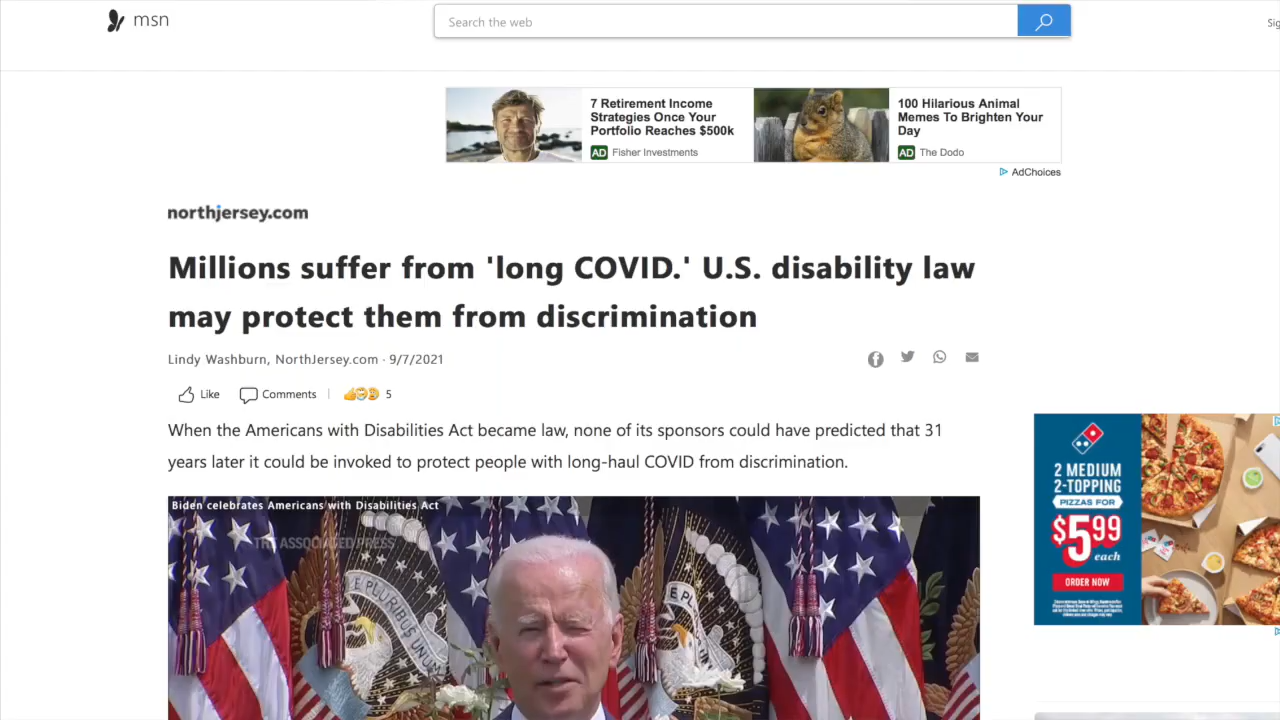 msn
Search the web
Sig
7 Retirement Income
Strategies Once Your
Portfolio Reaches $500k
AD Fisher Investments
100 Hilarious Animal
Memes To Brighten Your
Day
AD The Dodo
AdChoices
northjersey.com
Millions suffer from 'long COVID.' U.S. disability law
may protect them from discrimination
Lindy Washburn, NorthJersey.com · 9/7/2021
Like
Comments
5
When the Americans with Disabilities Act became law, none of its sponsors could have predicted that 31
years later it could be invoked to protect people with long-haul COVID from discrimination.
Biden celebrates Americans with Disabilities Act
THE ASSOCIATED PRESS
2 MEDIUM
2-TOPPING
PIZZAS FOR
$5.99
each
ORDER NOW